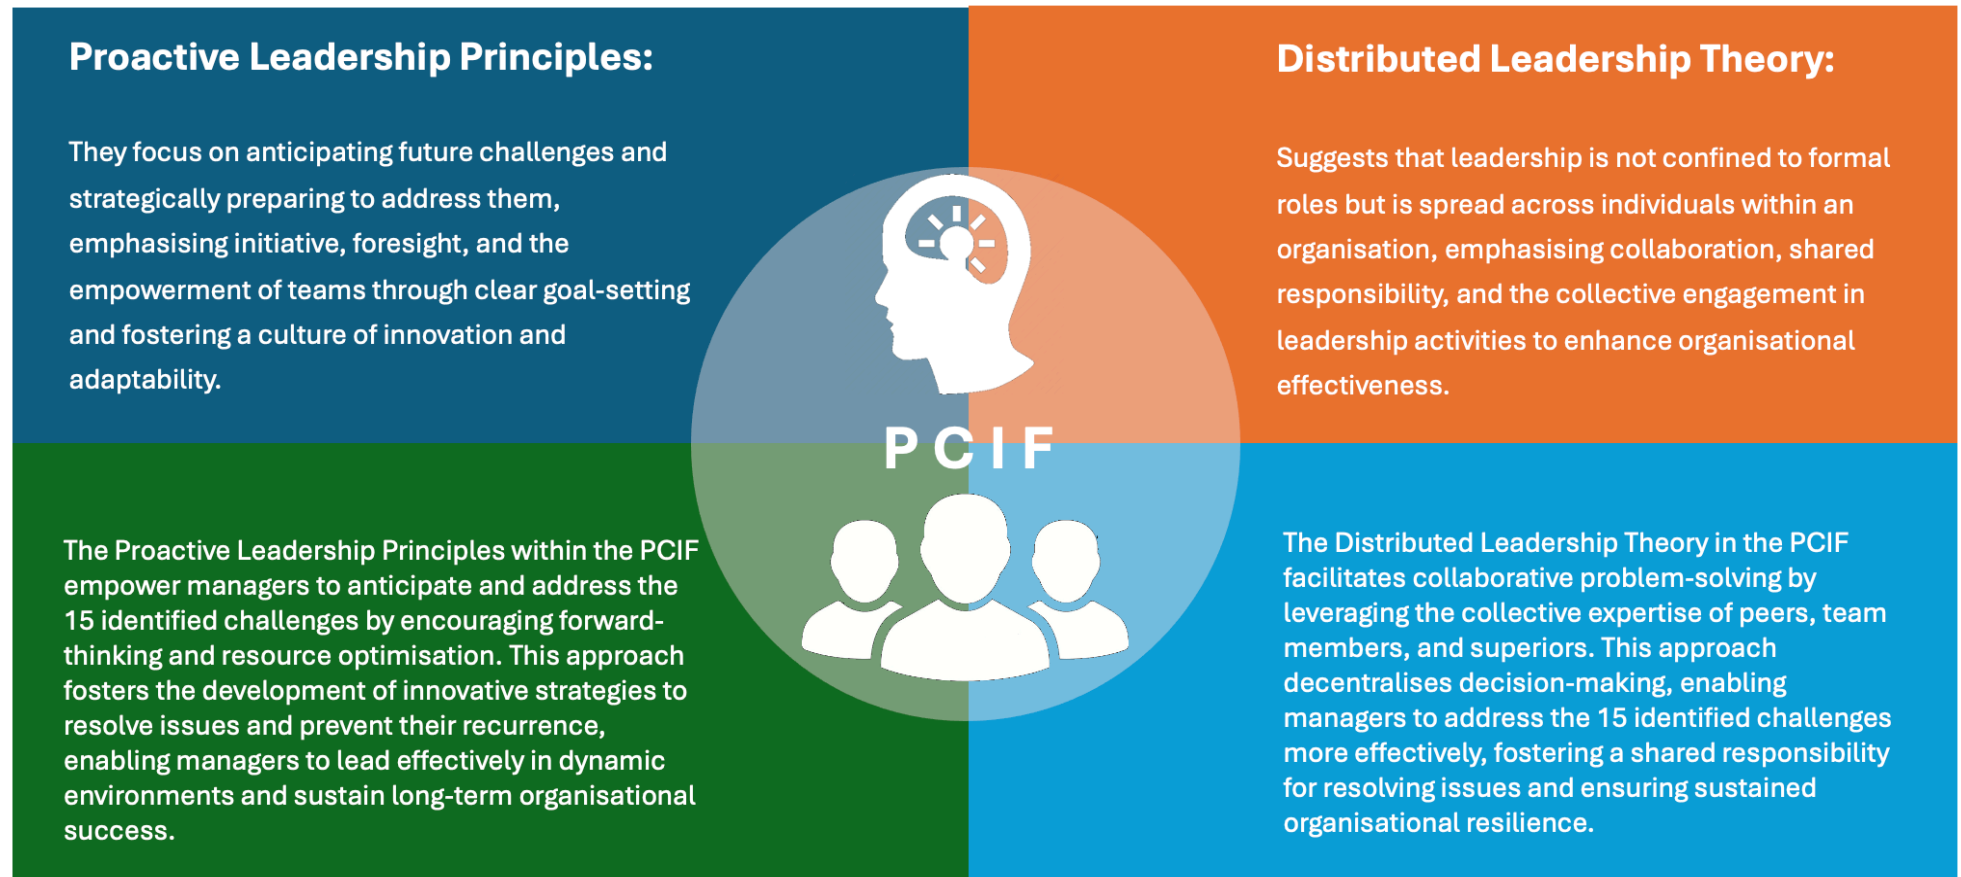 Proactive Leadership Principles:
They focus on anticipating future challenges and
strategically preparing to address them,
emphasising initiative, foresight, and the
empowerment of teams through clear goal-setting
and fostering a culture of innovation and
adaptability.
Distributed Leadership Theory:
Suggests that leadership is not confined to formal
roles but is spread across individuals within an
organisation, emphasising collaboration, shared
responsibility, and the collective engagement in
leadership activities to enhance organisational
effectiveness.
PCIF
The Proactive Leadership Principles within the PCIF
empower managers to anticipate and address the
15 identified challenges by encouraging forward-
thinking and resource optimisation. This approach
fosters the development of innovative strategies to
resolve issues and prevent their recurrence,
enabling managers to lead effectively in dynamic
environments and sustain long-term organisational
success.
The Distributed Leadership Theory in the PCIF
facilitates collaborative problem-solving by
leveraging the collective expertise of peers, team
members, and superiors. This approach
decentralises decision-making, enabling
managers to address the 15 identified challenges
more effectively, fostering a shared responsibility
for resolving issues and ensuring sustained
organisational resilience.